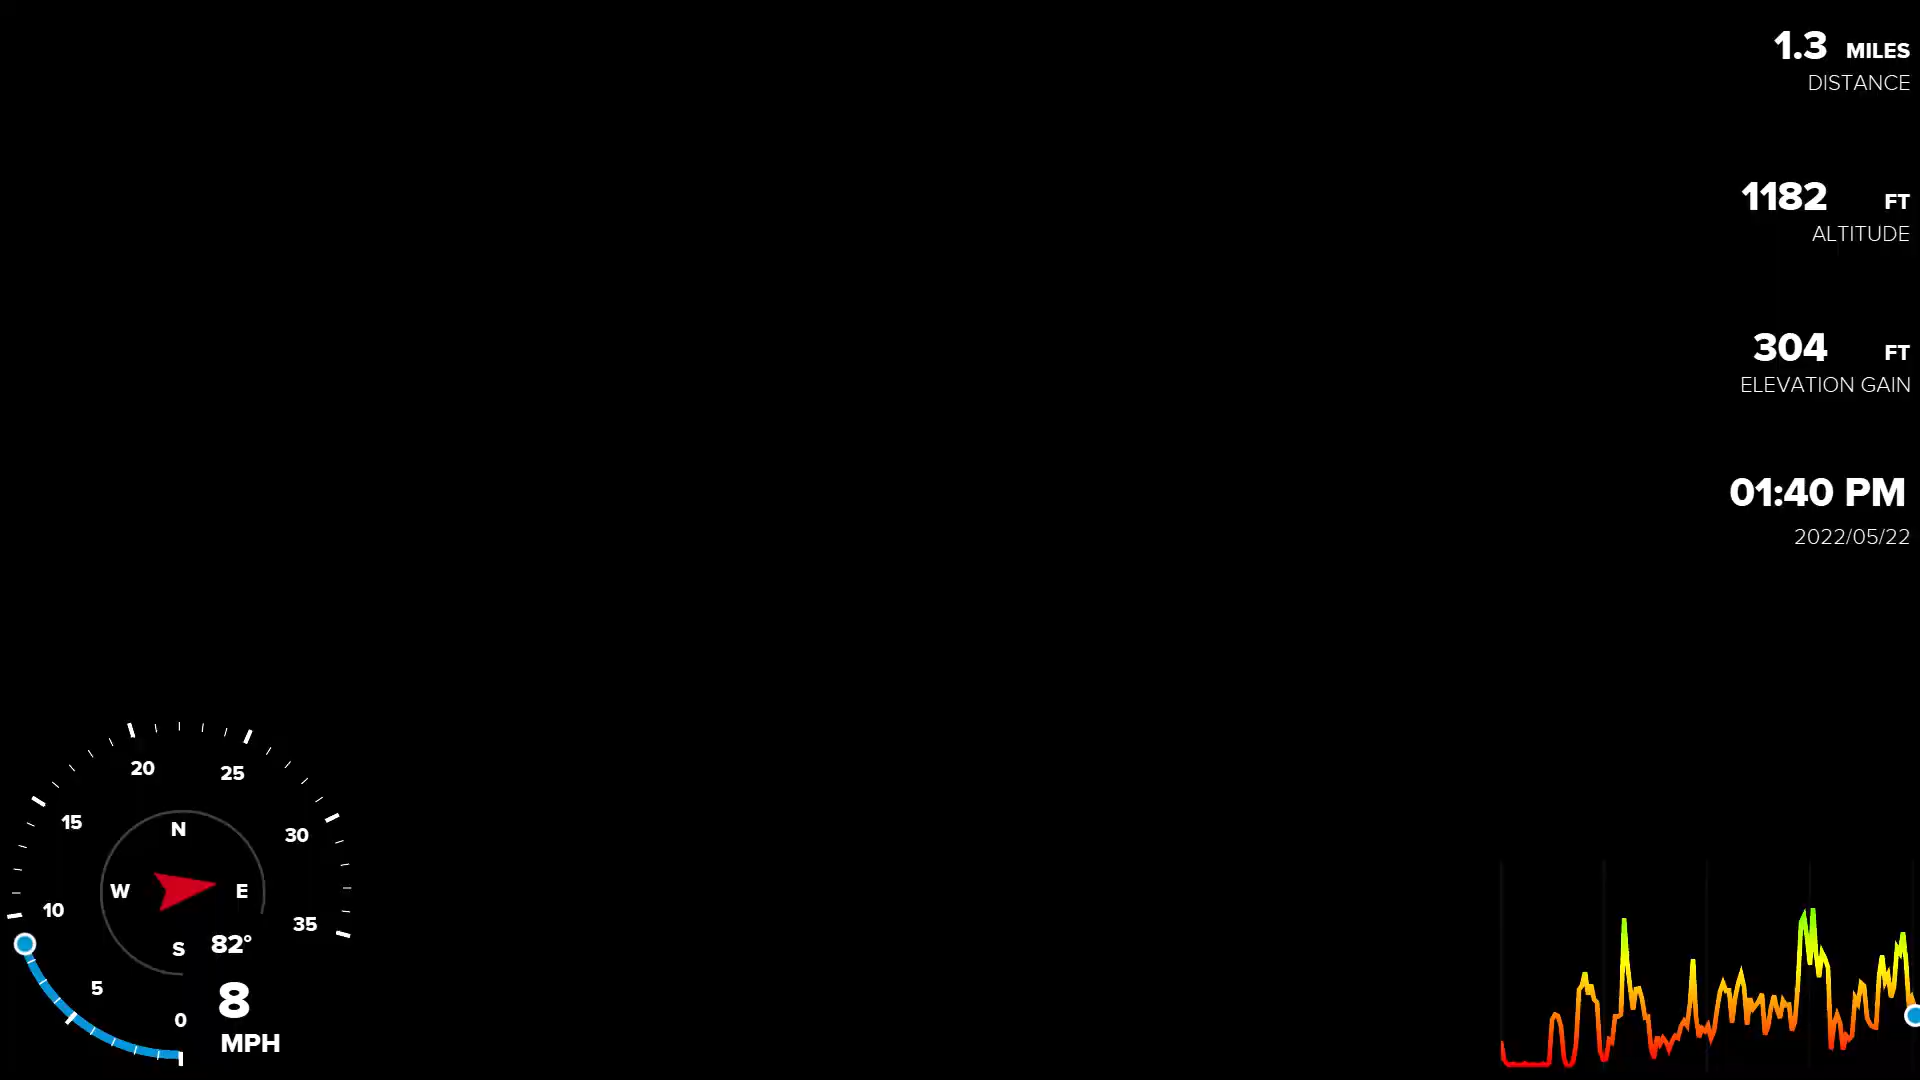 1.3 MILES
DISTANCE
1182 FT
ALTITUDE
304 FT
ELEVATION GAIN
01:40 PM
2022/05/22
20
25
15
30
N
W
E
10
35
S
82°
5
8
0
MPH